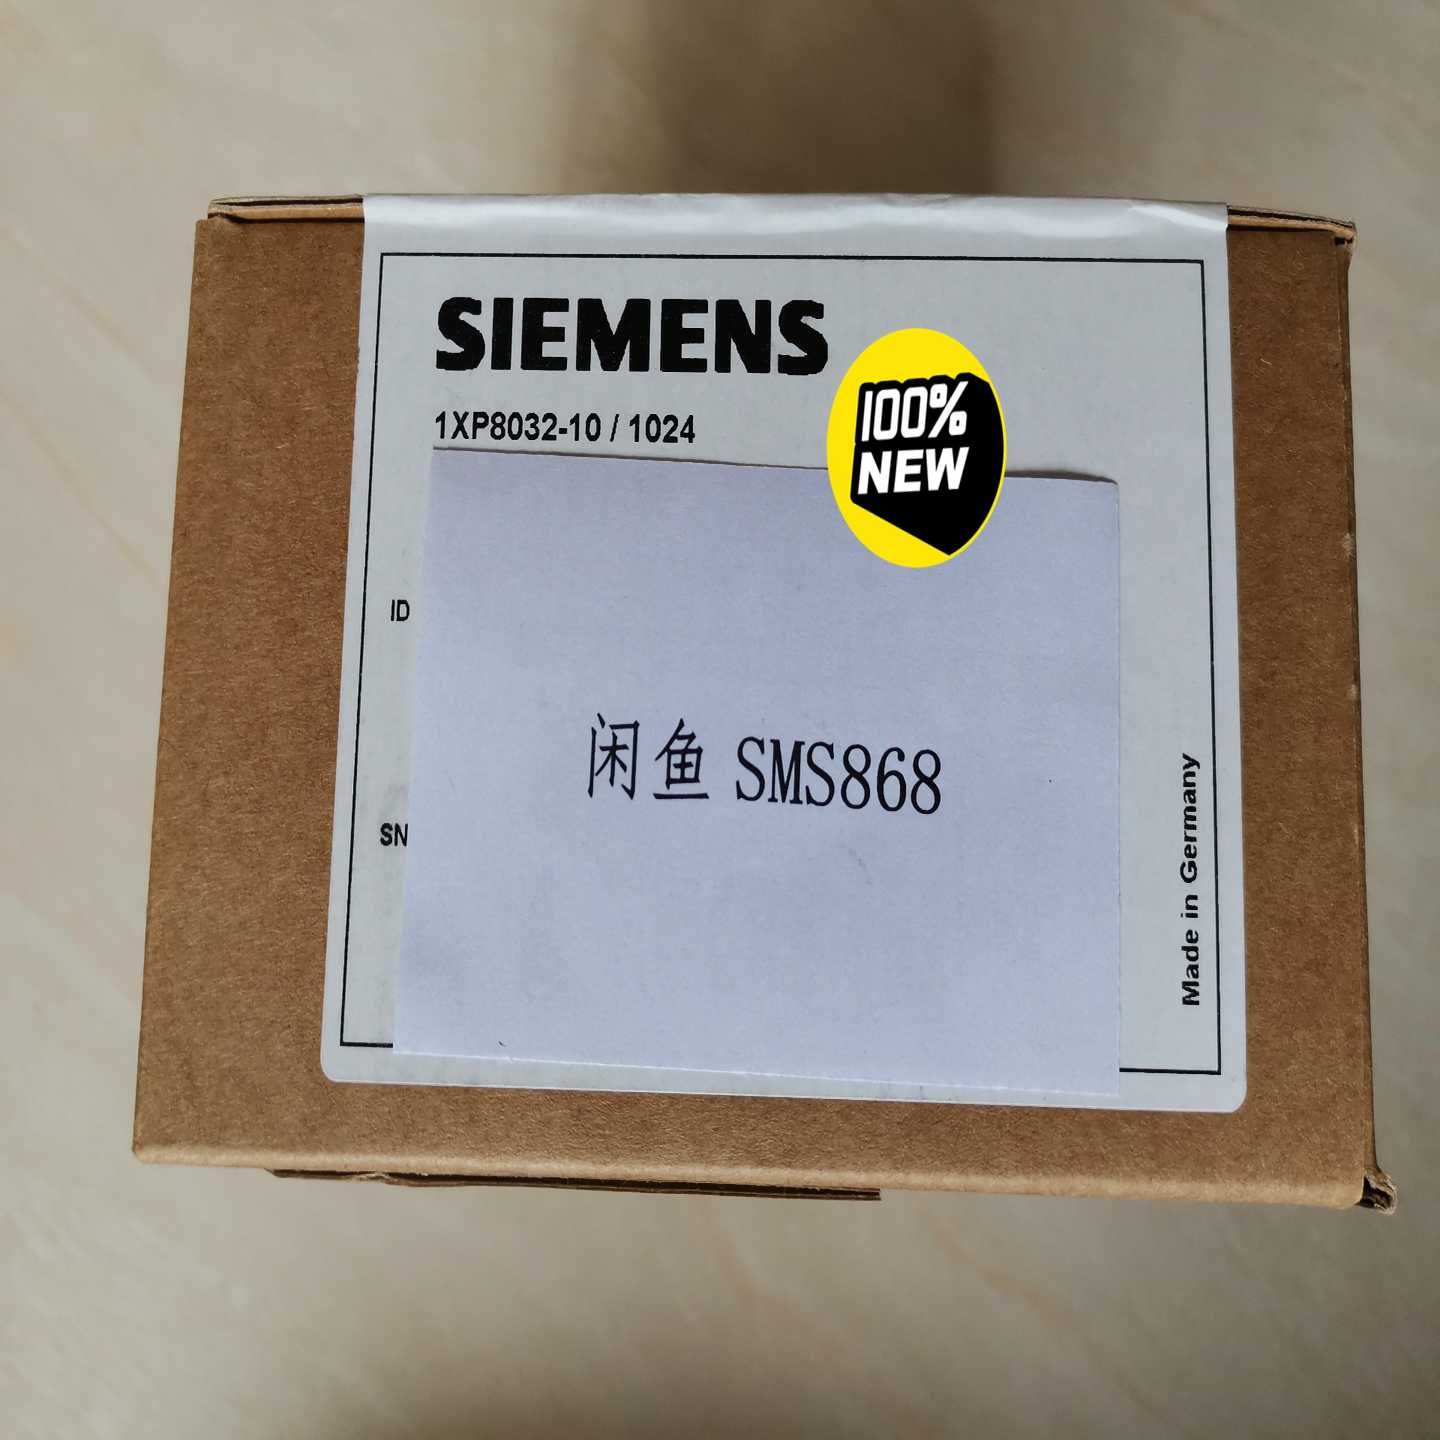 SIEMENS
1XP8032-10 / 1024
100%
NEW
ID
闲鱼 SMS868
SN
Made in Germany